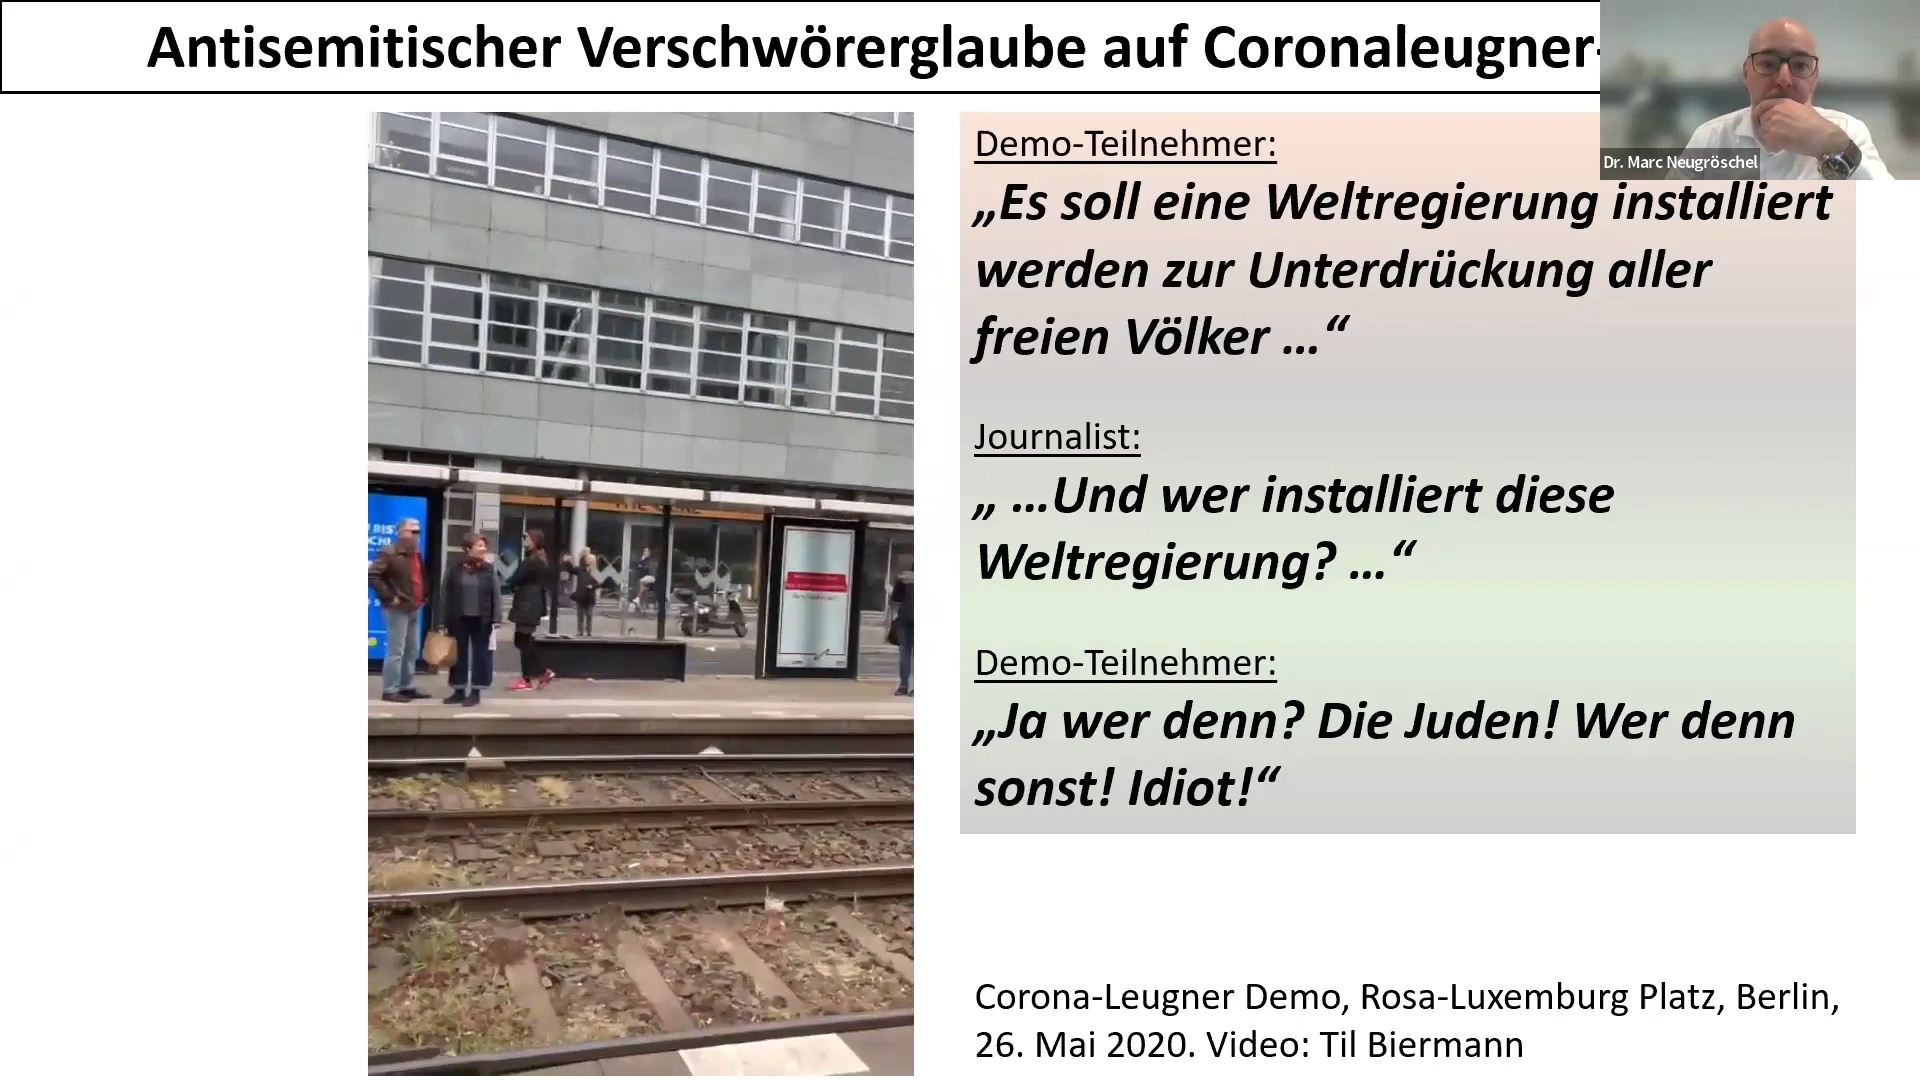 Antisemitischer Verschwörerglaube auf Coronaleugner-
Dr. Marc Neugröschel
Demo-Teilnehmer:
„Es soll eine Weltregierung installiert
werden zur Unterdrückung aller
freien Völker …“
Journalist:
„ …Und wer installiert diese
Weltregierung? …“
Demo-Teilnehmer:
„Ja wer denn? Die Juden! Wer denn
sonst! Idiot!“
Corona-Leugner Demo, Rosa-Luxemburg Platz, Berlin,
26. Mai 2020. Video: Til Biermann